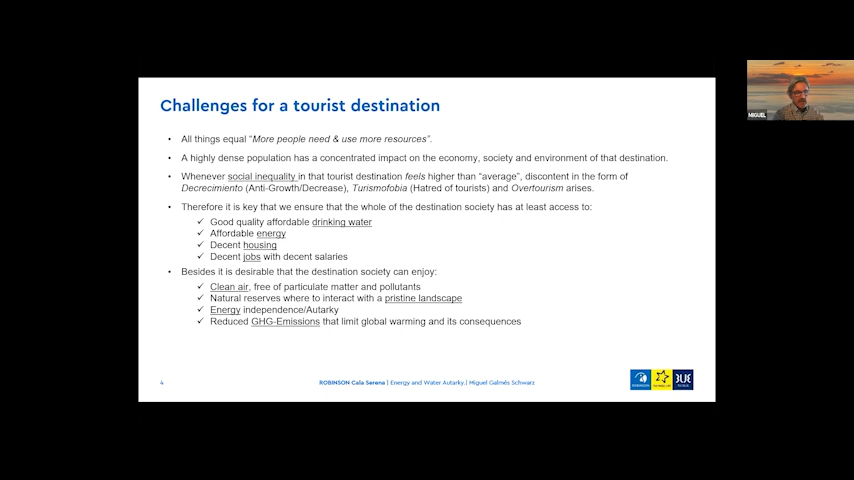 Challenges for a tourist destination
• All things equal "More people need & use more resources".
• A highly dense population has a concentrated impact on the economy, society and environment of that destination.
• Whenever social inequality in that tourist destination feels higher than "average", discontent in the form of
Decrecimiento (Anti-Growth/Decrease), Turismofobia (Hatred of tourists) and Overtourism arises.
• Therefore it is key that we ensure that the whole of the destination society has at least access to:
✓ Good quality affordable drinking water
✓ Affordable energy
✓ Decent housing
✓ Decent jobs with decent salaries
• Besides it is desirable that the destination society can enjoy:
✓ Clean air, free of particulate matter and pollutants
✓ Natural reserves where to interact with a pristine landscape
✓ Energy independence/Autarky
✓ Reduced GHG-Emissions that limit global warming and its consequences
4
ROBINSON Cala Serena | Energy and Water Autarky.| Miguel Galmés Schwarz
ROBINSON
MIGUEL